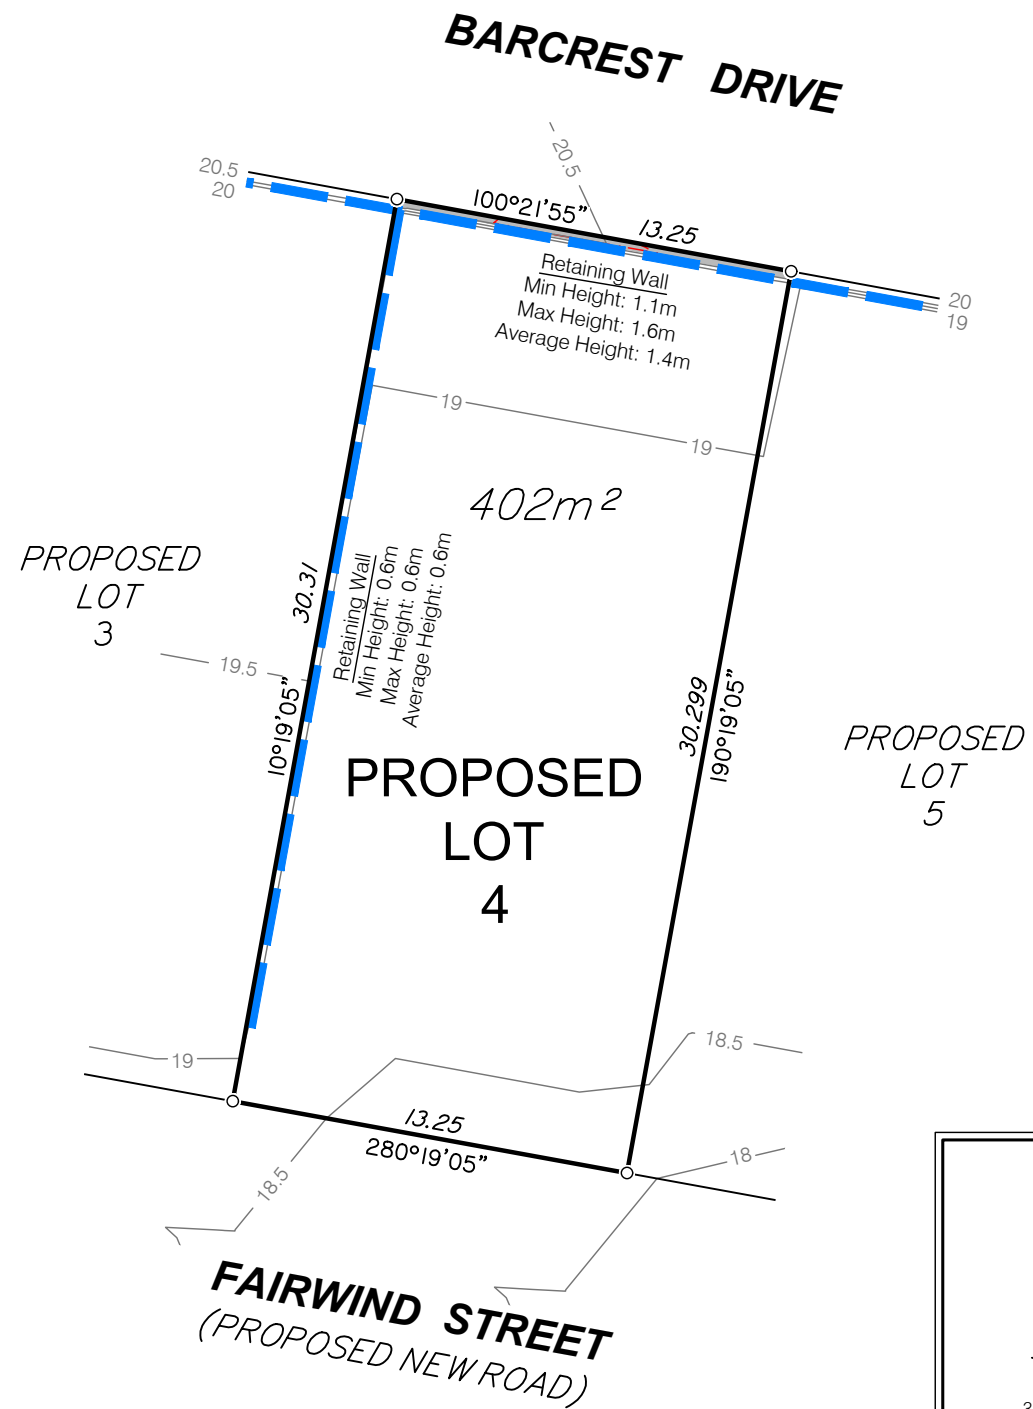 BARCREST DRIVE
20.5
20
20.5
100°21'55"
13.25
20
19
Retaining Wall
Min Height: 1.1m
Max Height: 1.6m
Average Height: 1.4m
19
19
402m²
PROPOSED
LOT
3
30.31
10°19'05"
Retaining Wall
Min Height: 0.6m
Max Height: 0.6m
Average Height: 0.6m
19.5
30.299
190°19'05"
PROPOSED
LOT
5
PROPOSED
LOT
4
19
18.5
13.25
280°19'05"
18
18.5
FAIRWIND STREET
(PROPOSED NEW ROAD)